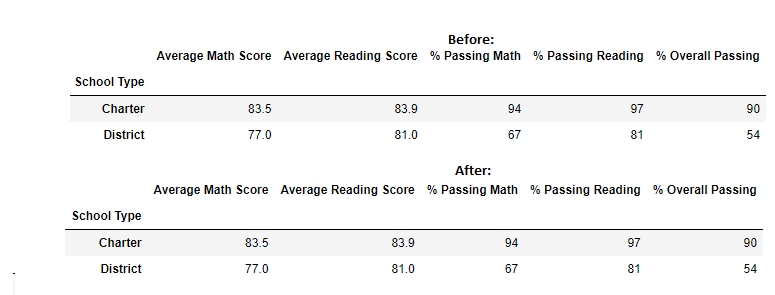 Before:
Average Math Score Average Reading Score % Passing Math % Passing Reading % Overall Passing
School Type
Charter 83.5 83.9 94 97 90
District 77.0 81.0 67 81 54
After:
Average Math Score Average Reading Score % Passing Math % Passing Reading % Overall Passing
School Type
Charter 83.5 83.9 94 97 90
District 77.0 81.0 67 81 54